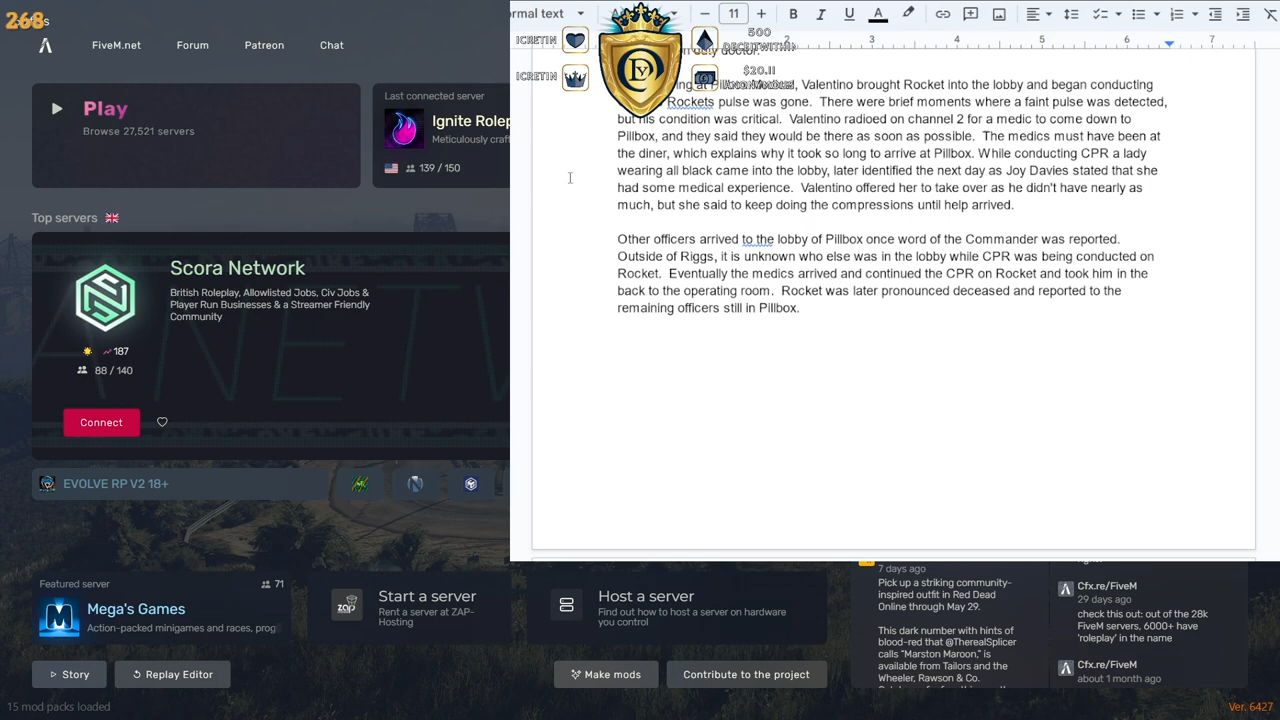 268
FiveM.net
Forum
Patreon
Chat
Play
Browse 27,521 servers
Last connected server
Ignite Rolep
Meticulously craft
139 / 150
Top servers
Scora Network
British Roleplay, Allowlisted Jobs, Civ Jobs &
Player Run Businesses & a Streamer Friendly
Community
187
88 / 140
Connect
EVOLVE RP V2 18+
Featured server
71
Mega's Games
Action-packed minigames and races, prog
Start a server
Rent a server at ZAP-
Hosting
Host a server
Find out how to host a server on hardware
you control
Story
Replay Editor
Make mods
Contribute to the project
15 mod packs loaded
Ver. 6427
7 days ago
Pick up a striking community-
inspired outfit in Red Dead
Online through May 29.
This dark number with hints of
blood-red that @TherealSplicer
calls “Marston Maroon,” is
available from Tailors and the
Wheeler, Rawson & Co.
Cfx.re/FiveM
29 days ago
check this out: out of the 28k
FiveM servers, 6000+ have
'roleplay' in the name
Cfx.re/FiveM
about 1 month ago
rmal text
11
B I U A
2 3 4 5 6 7
ICRETIN
500
DECEITWITHIN
ICRETIN
$20.11
duty doctor.
ng at Pillbox Medical, Valentino brought Rocket into the lobby and began conducting
Rockets pulse was gone. There were brief moments where a faint pulse was detected,
but his condition was critical. Valentino radioed on channel 2 for a medic to come down to
Pillbox, and they said they would be there as soon as possible. The medics must have been at
the diner, which explains why it took so long to arrive at Pillbox. While conducting CPR a lady
wearing all black came into the lobby, later identified the next day as Joy Davies stated that she
had some medical experience. Valentino offered her to take over as he didn't have nearly as
much, but she said to keep doing the compressions until help arrived.
Other officers arrived to the lobby of Pillbox once word of the Commander was reported.
Outside of Riggs, it is unknown who else was in the lobby while CPR was being conducted on
Rocket. Eventually the medics arrived and continued the CPR on Rocket and took him in the
back to the operating room. Rocket was later pronounced deceased and reported to the
remaining officers still in Pillbox.